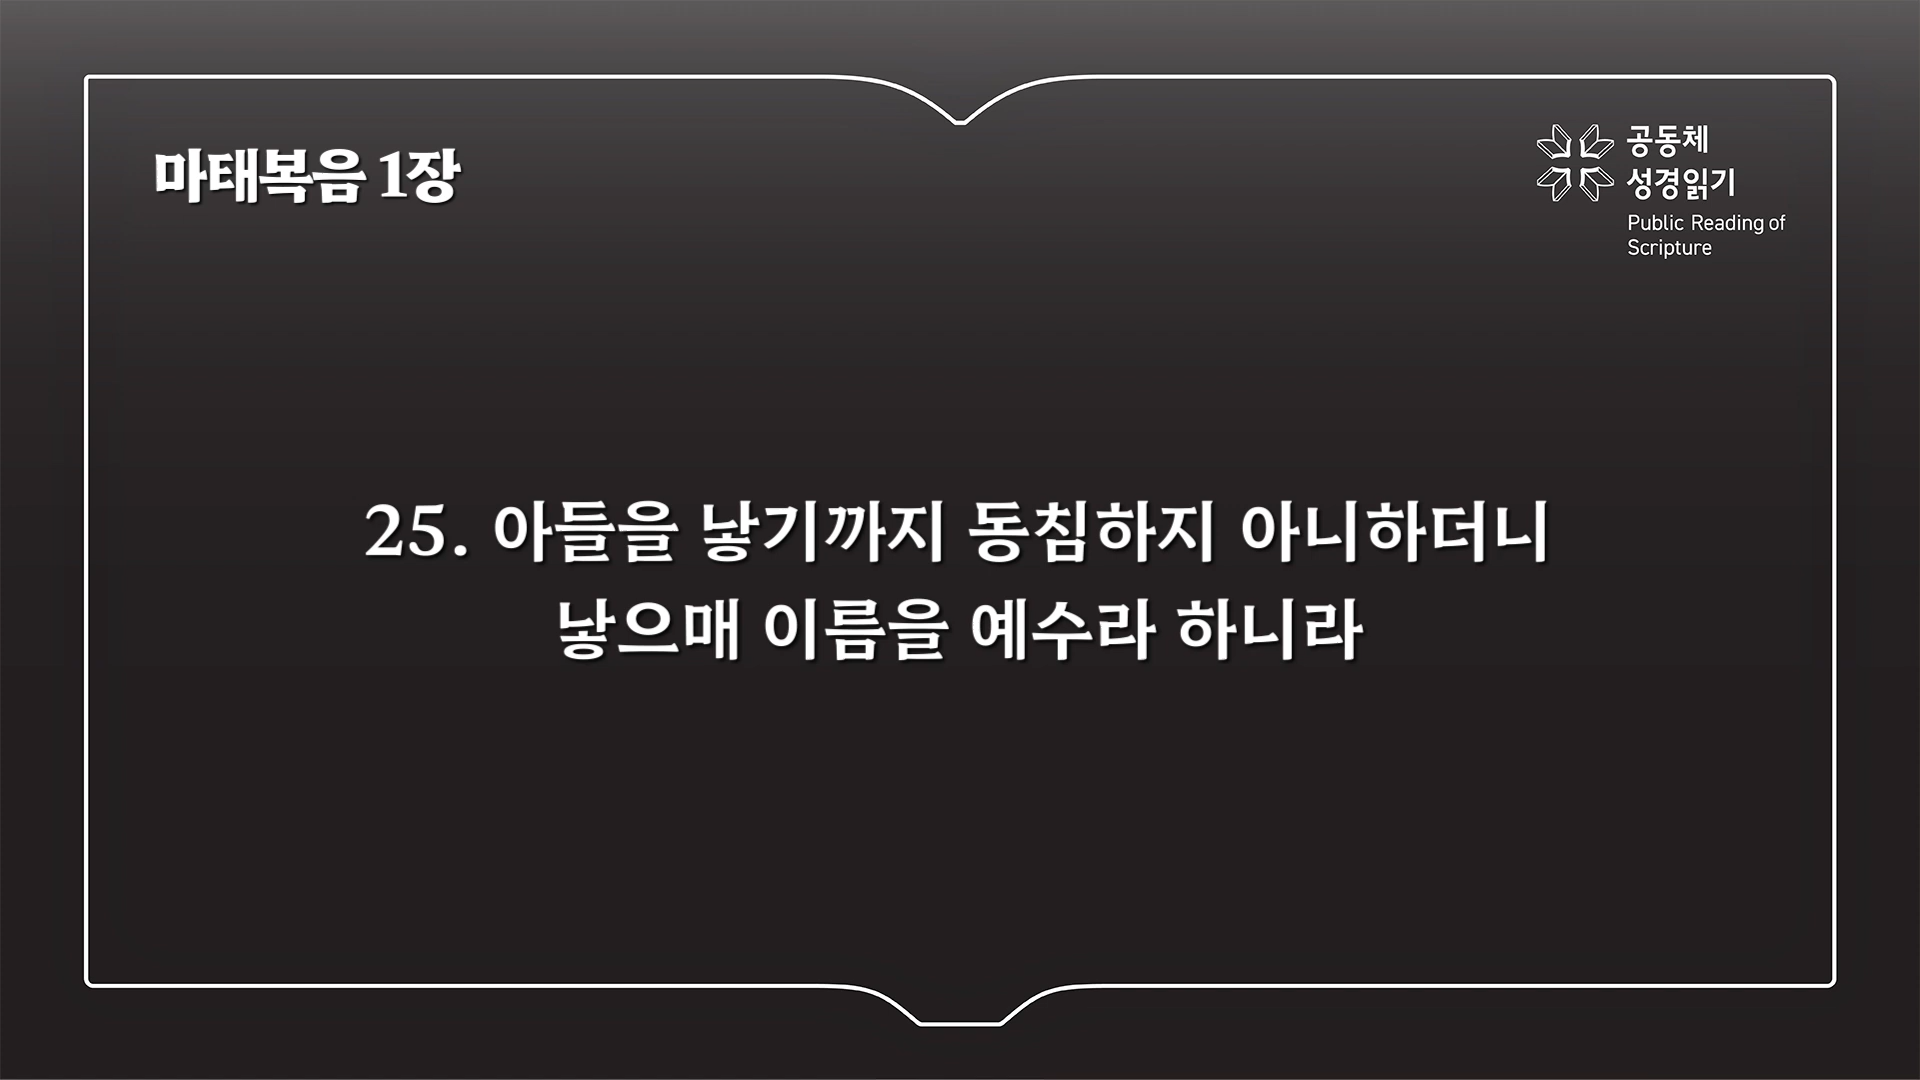 마태복음 1장
공동체
성경읽기
Public Reading of
Scripture
25. 아들을 낳기까지 동침하지 아니하더니
낳으매 이름을 예수라 하니라